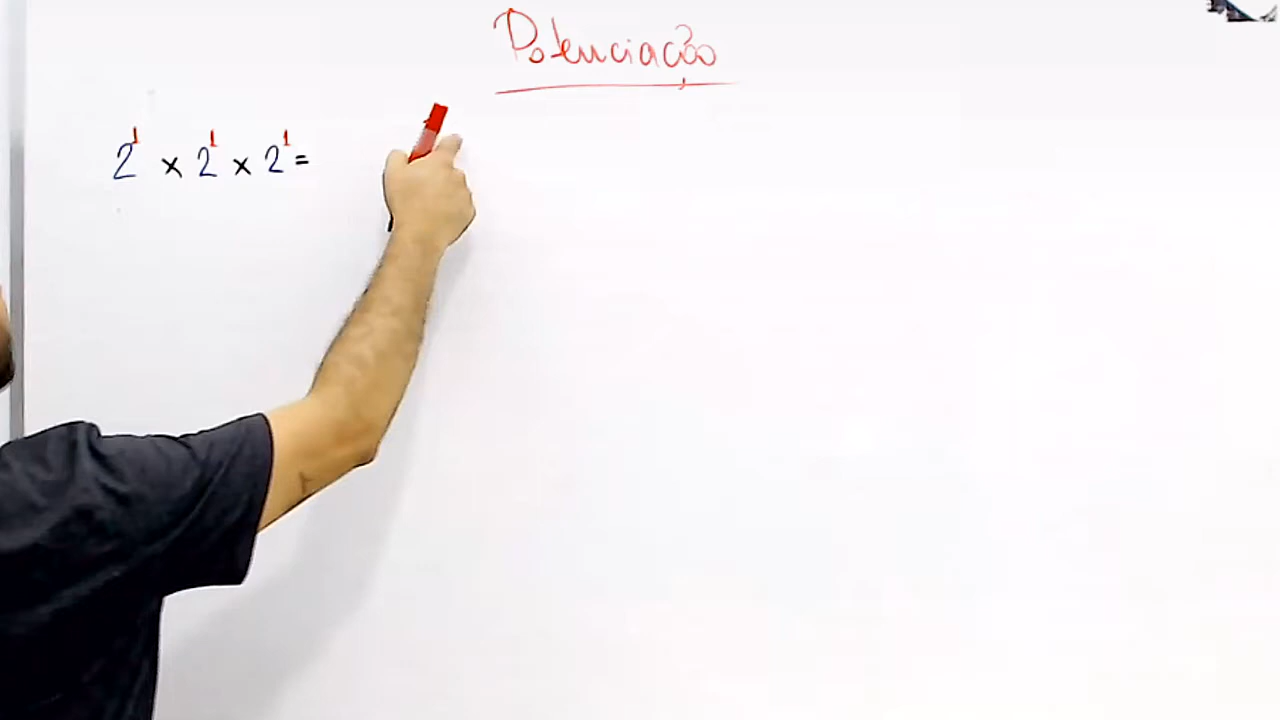 Potenciação
2¹ x 2¹ x 2¹ =